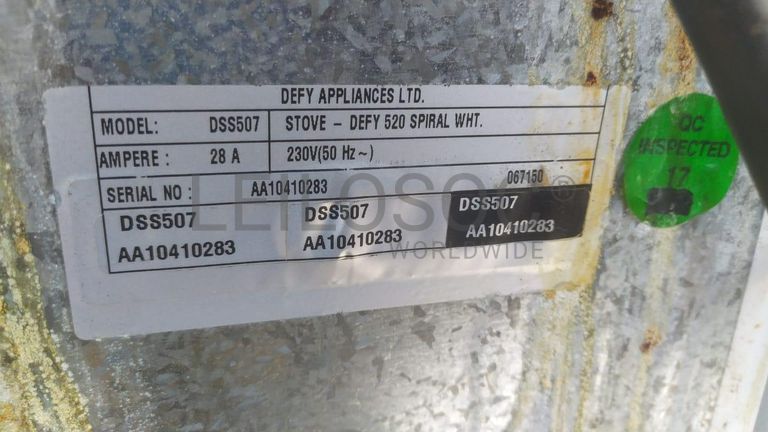 DEFY APPLIANCES LTD.
MODEL: DSS507 STOVE - DEFY 520 SPIRAL WHT.
AMPERE : 28 A 230V(50 Hz~)
SERIAL NO : AA10410283 067150
DSS507 DSS507 DSS507
AA10410283 AA10410283 AA10410283
QC
INSPECTED
17
LEILOSOC®
WORLDWIDE